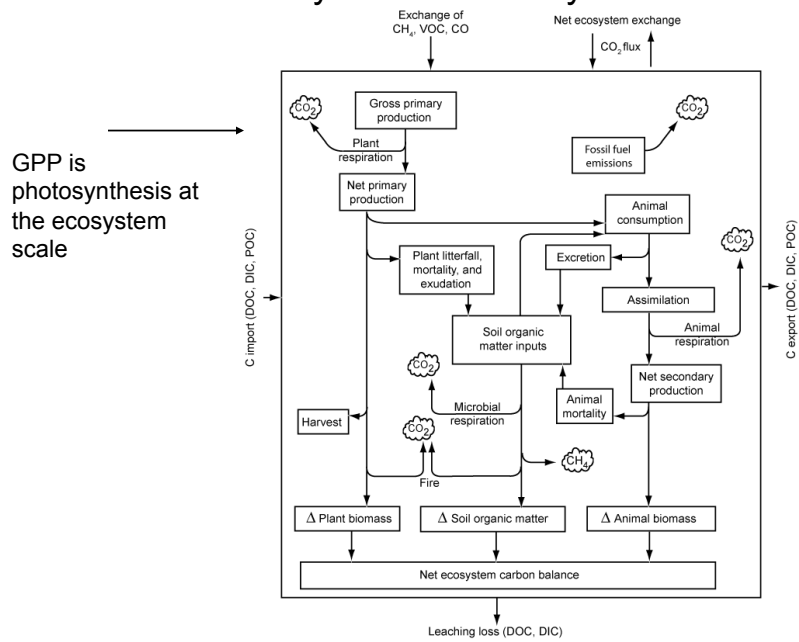 Exchange of
CH4, VOC, CO
Net ecosystem exchange
CO2 flux
GPP is
photosynthesis at
the ecosystem
scale
CO2
Gross primary
production
Plant
respiration
Net primary
production
CO2
Fossil fuel
emissions
Animal
consumption
CO2
Plant litterfall,
mortality, and
exudation
Excretion
Assimilation
Animal
respiration
C import (DOC, DIC, POC)
C export (DOC, DIC, POC)
Soil organic
matter inputs
CO2
Net secondary
production
Animal
mortality
Microbial
respiration
Harvest
CO2
CH4
Fire
Δ Plant biomass
Δ Soil organic matter
Δ Animal biomass
Net ecosystem carbon balance
Leaching loss (DOC, DIC)